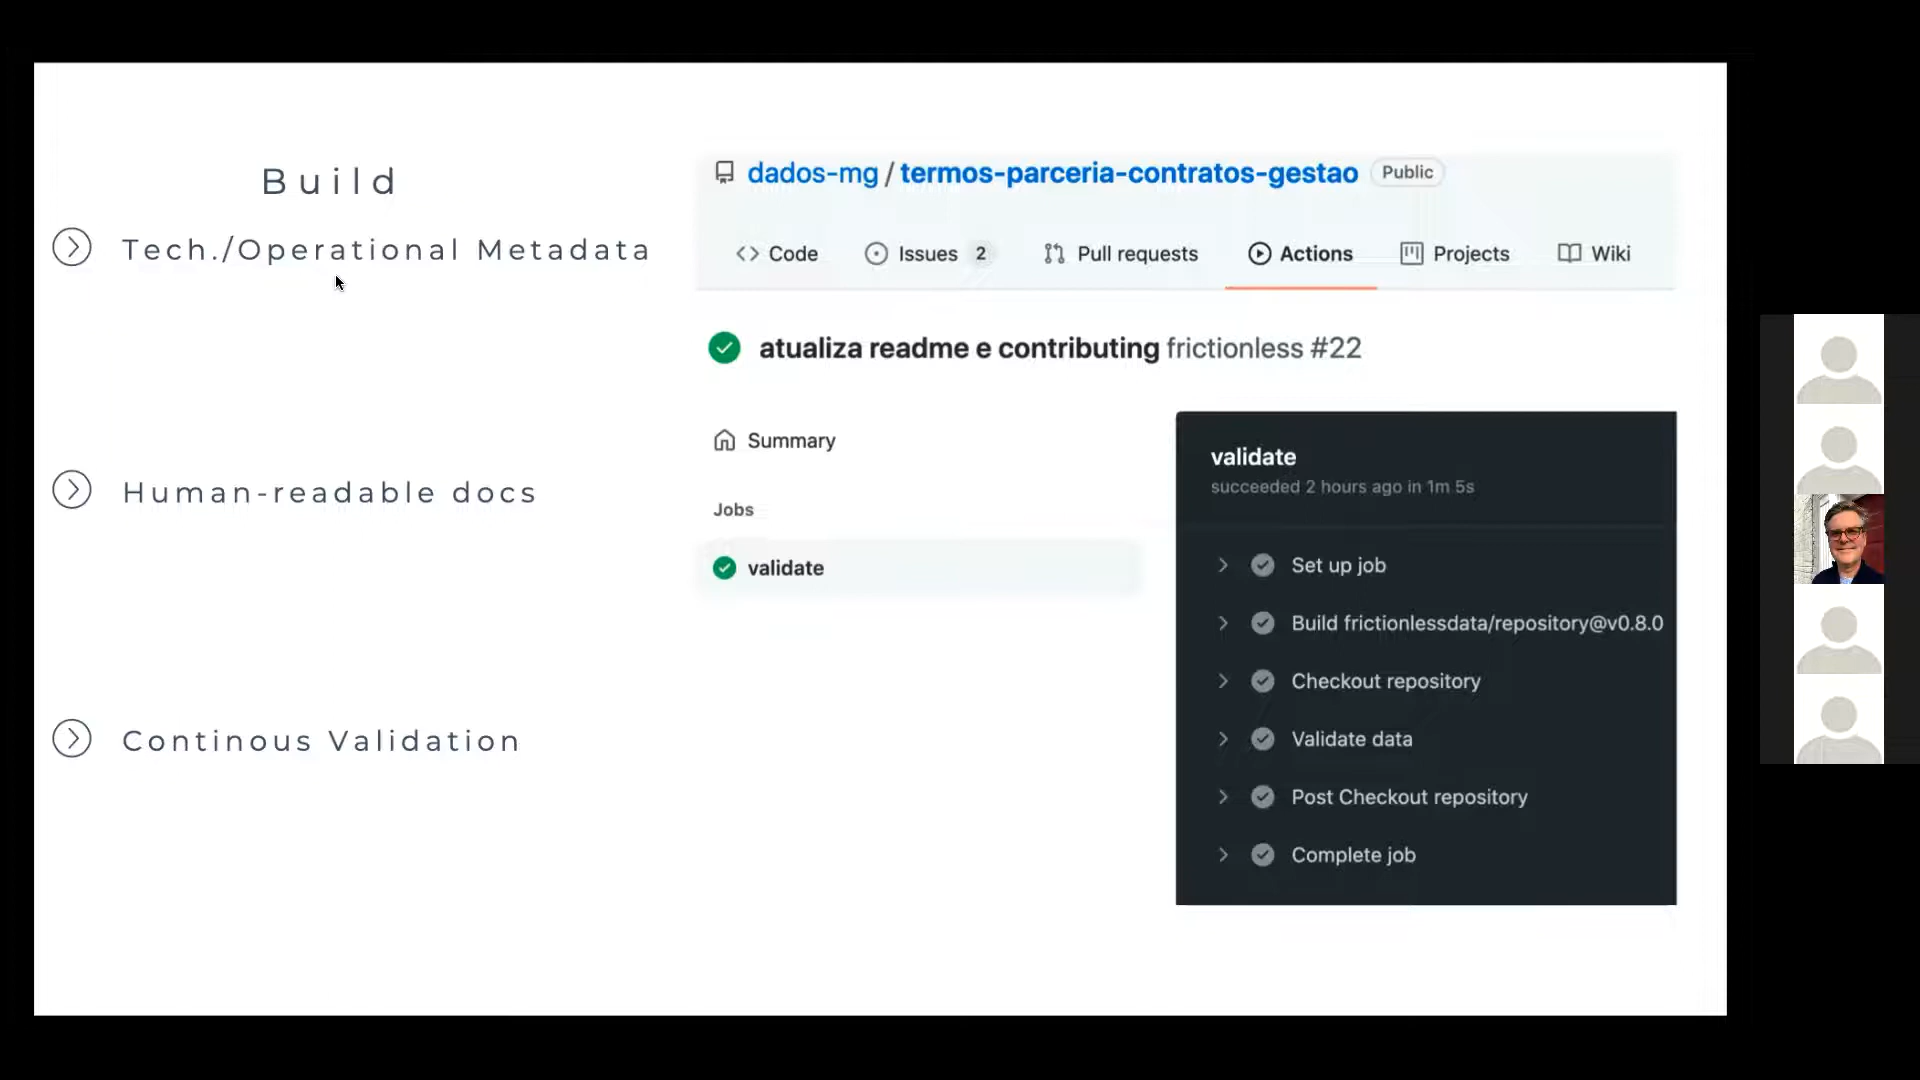 Build
Tech./Operational Metadata
Human-readable docs
Continous Validation
dados-mg / termos-parceria-contratos-gestao Public
Code Issues 2 Pull requests Actions Projects Wiki
atualiza readme e contributing frictionless #22
Summary
Jobs
validate
validate
succeeded 2 hours ago in 1m 5s
Set up job
Build frictionlessdata/repository@v0.8.0
Checkout repository
Validate data
Post Checkout repository
Complete job